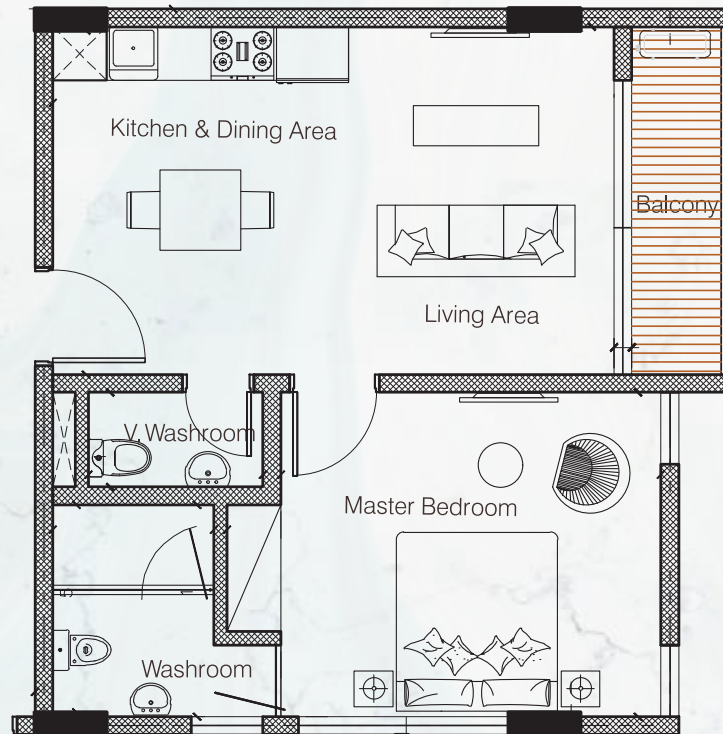 Kitchen & Dining Area
Balcony
Living Area
V.Washroom
Master Bedroom
Washroom